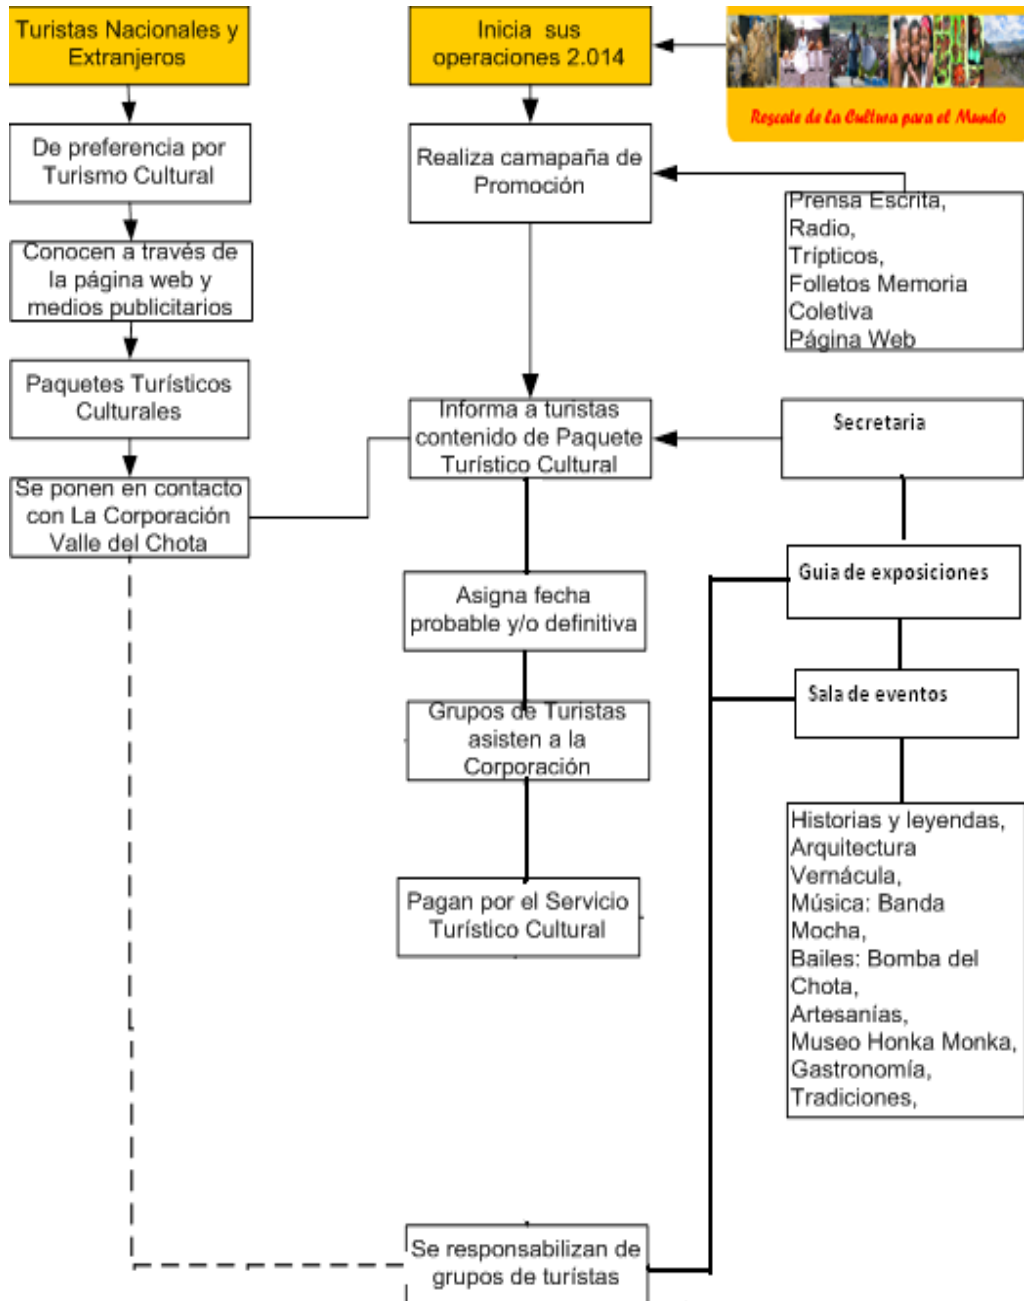 Turistas Nacionales y
Extranjeros
De preferencia por
Turismo Cultural
Conocen a través de
la página web y
medios publicitarios
Paquetes Turísticos
Culturales
Se ponen en contacto
con La Corporación
Valle del Chota
Inicia sus
operaciones 2.014
Realiza camapaña de
Promoción
Informa a turistas
contenido de Paquete
Turístico Cultural
Asigna fecha
probable y/o definitiva
Grupos de Turistas
asisten a la
Corporación
Pagan por el Servicio
Turístico Cultural
Se responsabilizan de
grupos de turístas
Rescate de la Cultura para el Mundo
Prensa Escrita,
Radio,
Trípticos,
Folletos Memoria
Coletiva
Página Web
Secretaria
Guia de exposiciones
Sala de eventos
Historias y leyendas,
Arquitectura
Vernácula,
Música: Banda
Mocha,
Bailes: Bomba del
Chota,
Artesanías,
Museo Honka Monka,
Gastronomía,
Tradiciones,